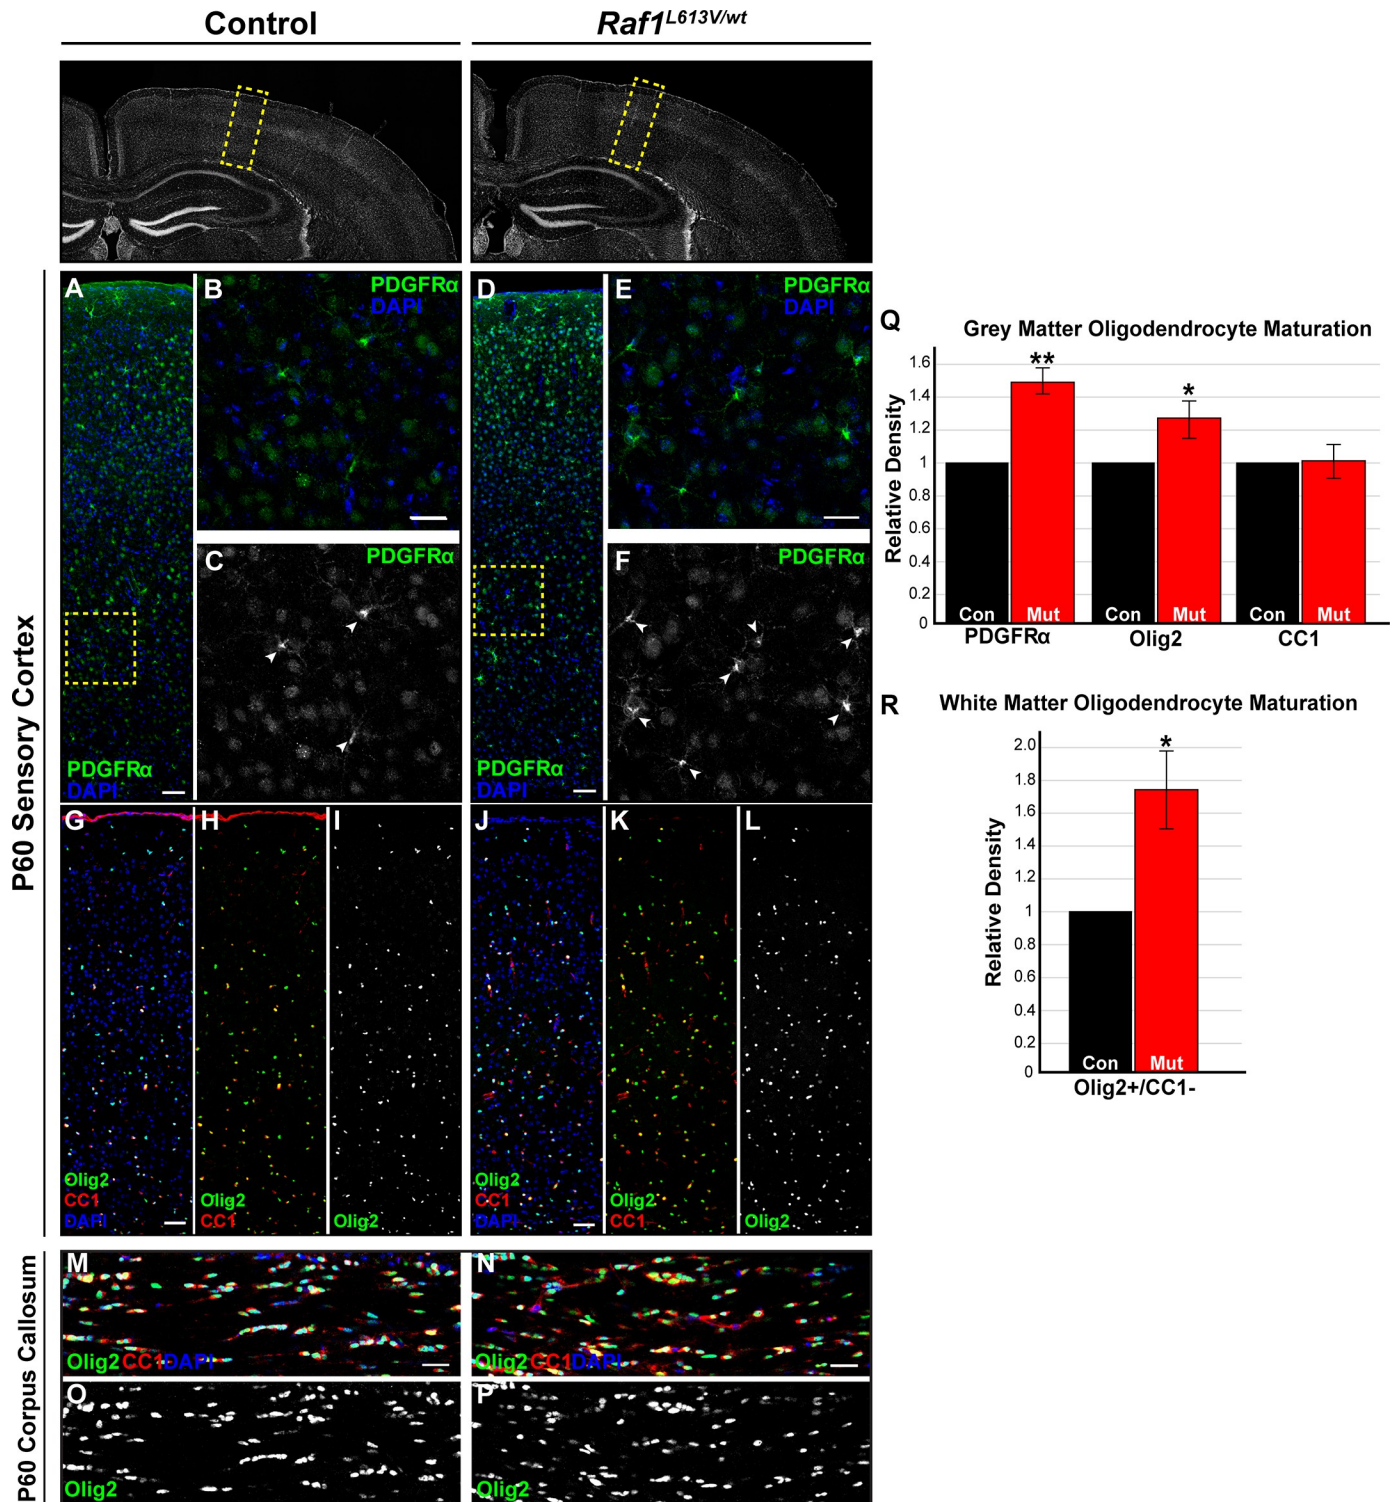 Control
Raf1L613V/wt
P60 Sensory Cortex
A
B
PDGFRα
DAPI
C
PDGFRα
PDGFRα
DAPI
D
E
PDGFRα
DAPI
F
PDGFRα
PDGFRα
DAPI
G
H
I
Olig2
CC1
DAPI
Olig2
CC1
Olig2
J
K
L
Olig2
CC1
DAPI
Olig2
CC1
Olig2
P60 Corpus Callosum
M
Olig2 CC1 DAPI
N
Olig2 CC1 DAPI
O
Olig2
P
Olig2
Q
Grey Matter Oligodendrocyte Maturation
Relative Density
1.6
1.4
1.2
1
0.8
0.6
0.4
0.2
0
**
*
Con Mut Con Mut Con Mut
PDGFRα Olig2 CC1
R
White Matter Oligodendrocyte Maturation
Relative Density
2.0
1.8
1.6
1.4
1.2
1
0.8
0.6
0.4
0.2
0
*
Con Mut
Olig2+/CC1-